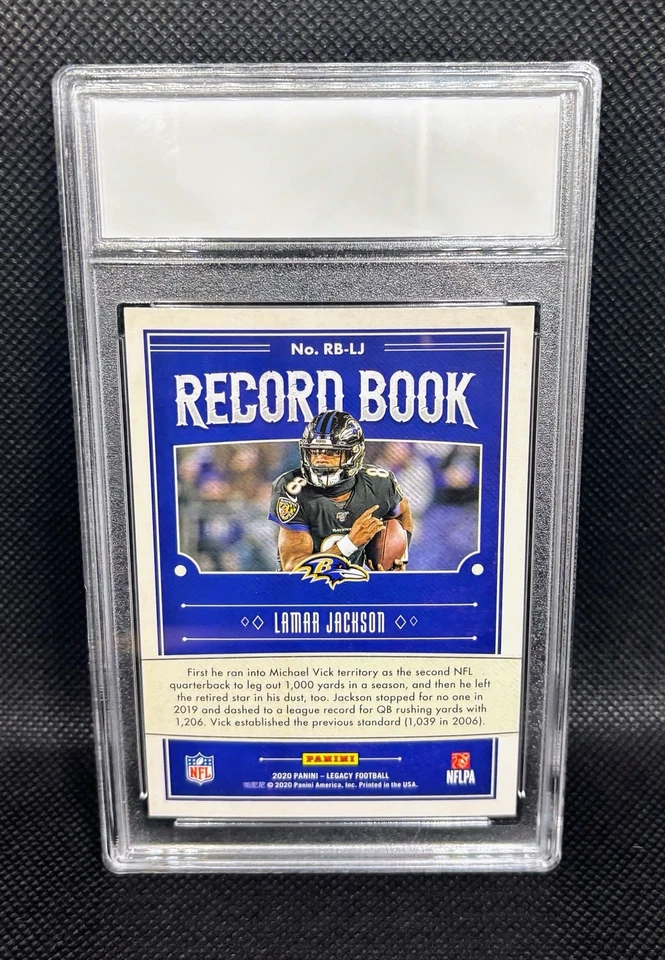 No. RB-LJ
RECORD BOOK
8
8
B
LAMAR JACKSON
First he ran into Michael Vick territory as the second NFL
quarterback to leg out 1,000 yards in a season, and then he left
the retired star in his dust, too. Jackson stopped for no one in
2019 and dashed to a league record for QB rushing yards with
1,206. Vick established the previous standard (1,039 in 2006).
PANINI
NFL
2020 PANINI – LEGACY FOOTBALL
© 2020 Panini America, Inc. Printed in the USA.
NFLPA